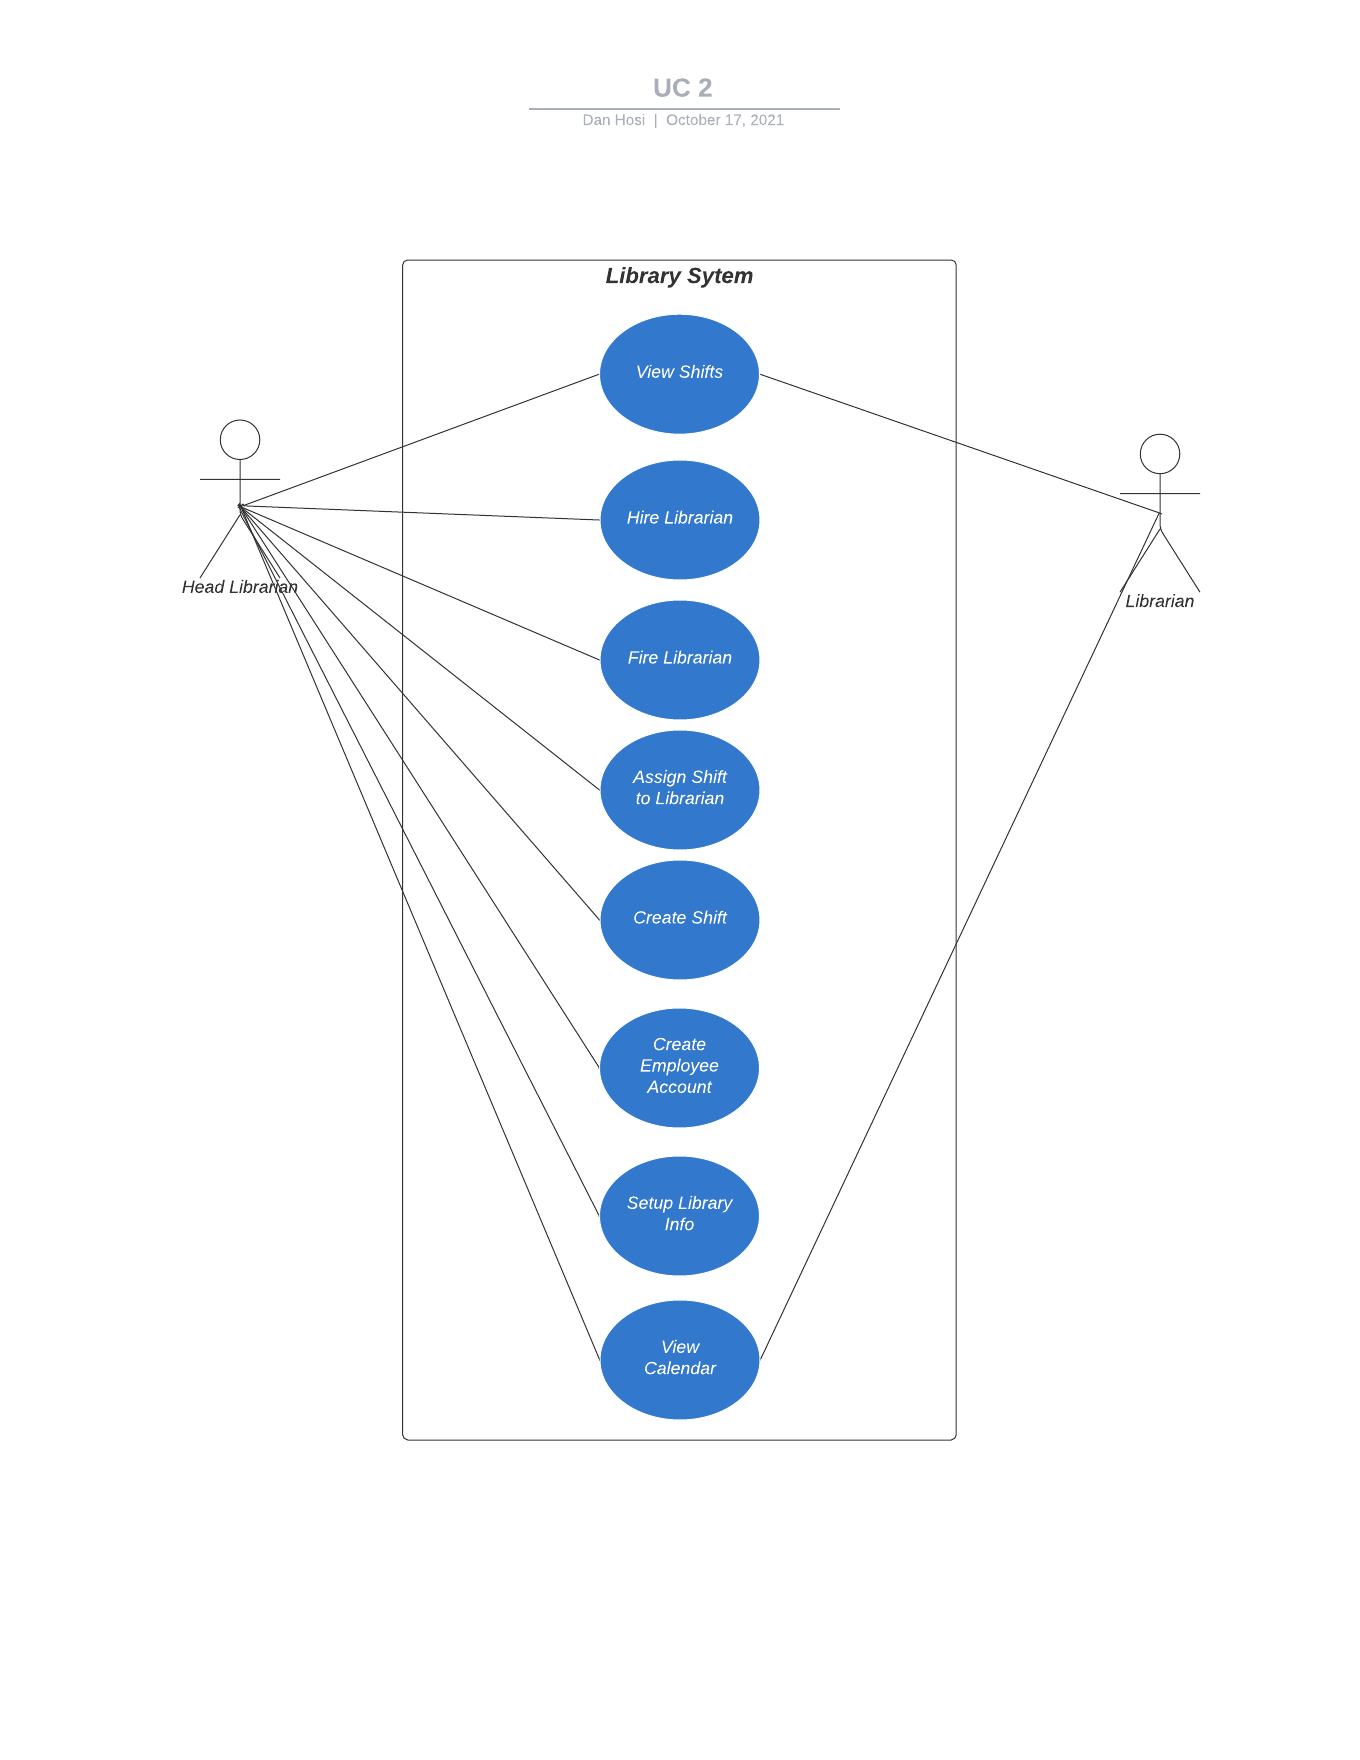 UC 2
Dan Hosi | October 17, 2021
Library Sytem
View Shifts
Hire Librarian
Head Librarian
Librarian
Fire Librarian
Assign Shift
to Librarian
Create Shift
Create
Employee
Account
Setup Library
Info
View
Calendar